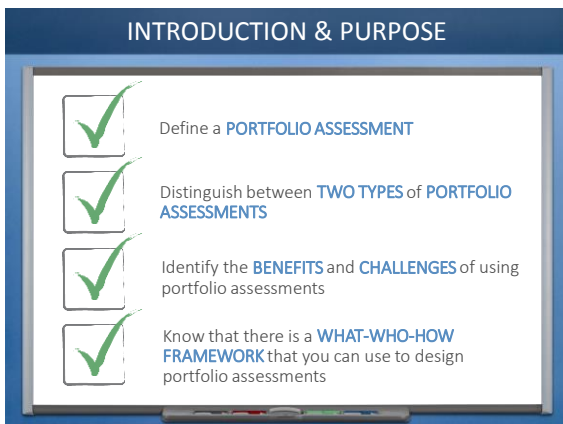 INTRODUCTION & PURPOSE
Define a PORTFOLIO ASSESSMENT
Distinguish between TWO TYPES of PORTFOLIO
ASSESSMENTS
Identify the BENEFITS and CHALLENGES of using
portfolio assessments
Know that there is a WHAT-WHO-HOW
FRAMEWORK that you can use to design
portfolio assessments